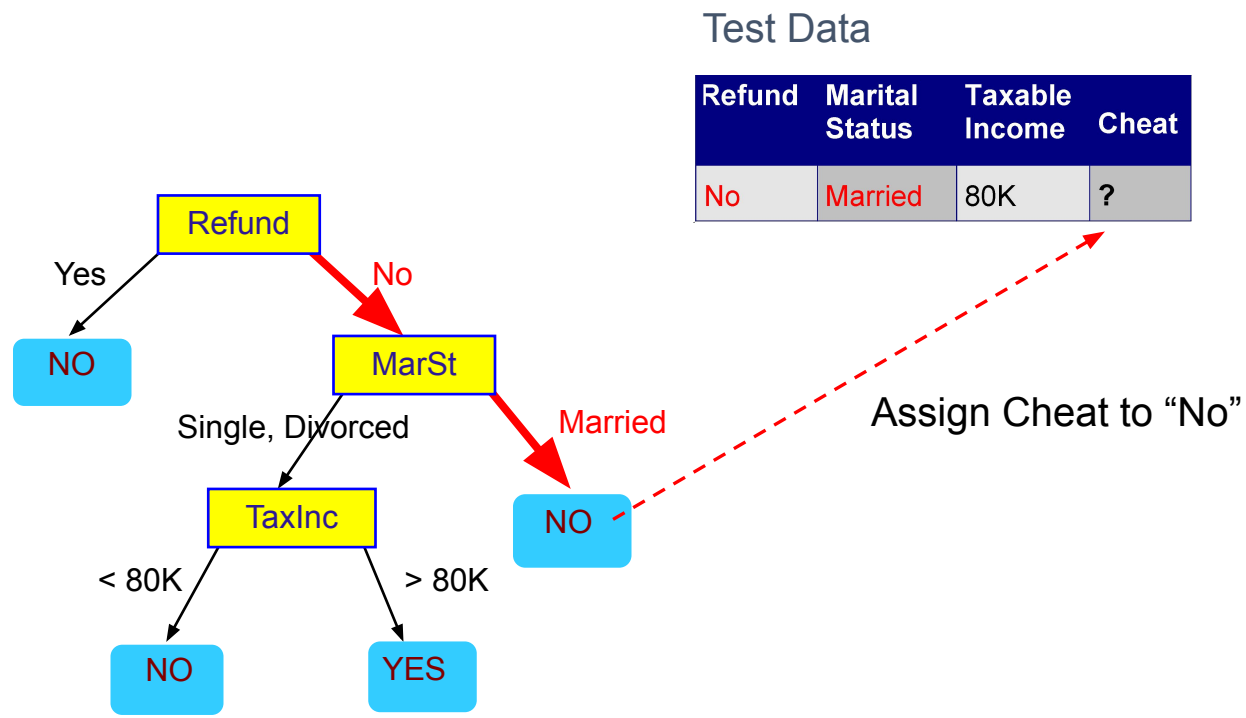 Test Data
Refund Marital Status Taxable Income Cheat
No Married 80K ?
Refund
Yes
No
NO
MarSt
Single, Divorced
Married
Assign Cheat to “No”
TaxInc
NO
< 80K
> 80K
NO
YES